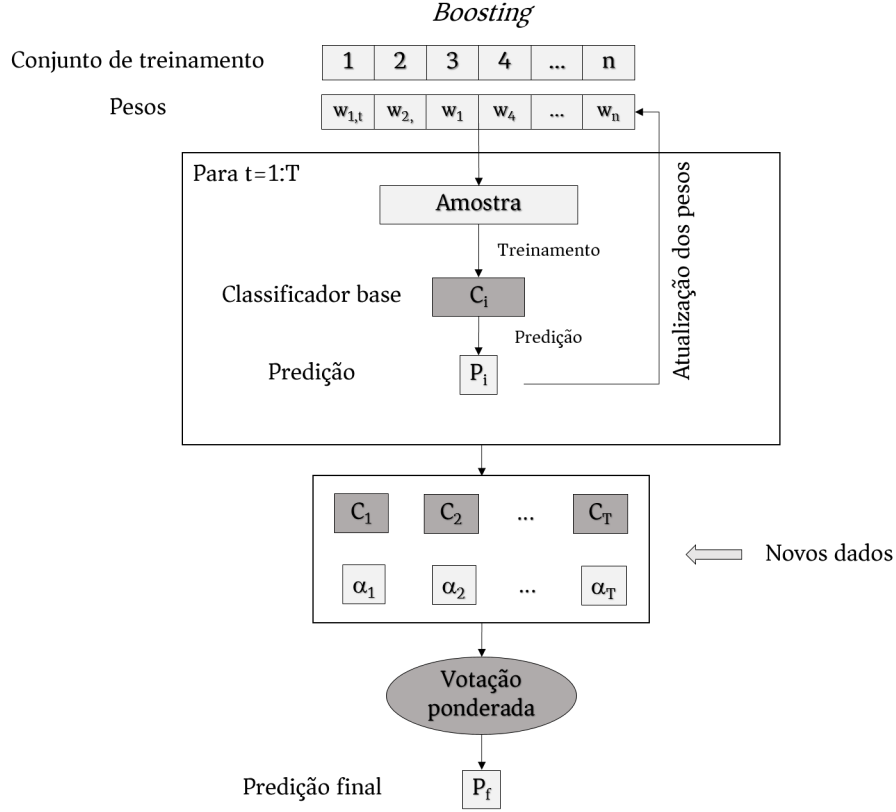 Boosting
Conjunto de treinamento 1 2 3 4 ... n
Pesos w1,t w2, w1 w4 ... wn
Para t=1:T
Amostra
Treinamento
Classificador base Ci
Predição
Predição Pi
Atualização dos pesos
C1 C2 ... CT
Novos dados
α1 α2 ... αT
Votação
ponderada
Predição final Pf